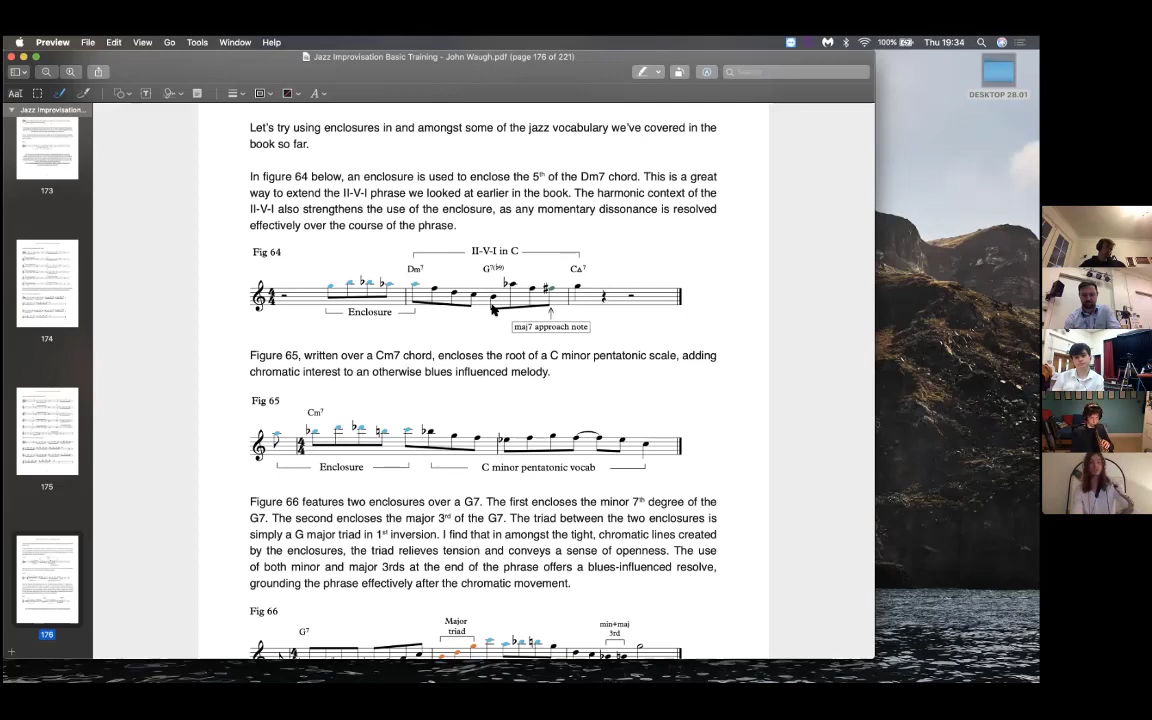 Preview File Edit View Go Tools Window Help
100% Thu 19:34
Jazz Improvisation Basic Training - John Waugh.pdf (page 176 of 221)
Search
DESKTOP 28.01
Jazz Improvisation...
173
174
175
176
Let's try using enclosures in and amongst some of the jazz vocabulary we've covered in the
book so far.
In figure 64 below, an enclosure is used to enclose the 5th of the Dm7 chord. This is a great
way to extend the II-V-I phrase we looked at earlier in the book. The harmonic context of the
II-V-I also strengthens the use of the enclosure, as any momentary dissonance is resolved
effectively over the course of the phrase.
Fig 64
II-V-I in C
Dm7 G7(b9) C∆7
Enclosure
maj7 approach note
Figure 65, written over a Cm7 chord, encloses the root of a C minor pentatonic scale, adding
chromatic interest to an otherwise blues influenced melody.
Fig 65
Cm7
Enclosure C minor pentatonic vocab
Figure 66 features two enclosures over a G7. The first encloses the minor 7th degree of the
G7. The second encloses the major 3rd of the G7. The triad between the two enclosures is
simply a G major triad in 1st inversion. I find that in amongst the tight, chromatic lines created
by the enclosures, the triad relieves tension and conveys a sense of openness. The use
of both minor and major 3rds at the end of the phrase offers a blues-influenced resolve,
grounding the phrase effectively after the chromatic movement.
Fig 66
G7
Major
triad
min+maj
3rd